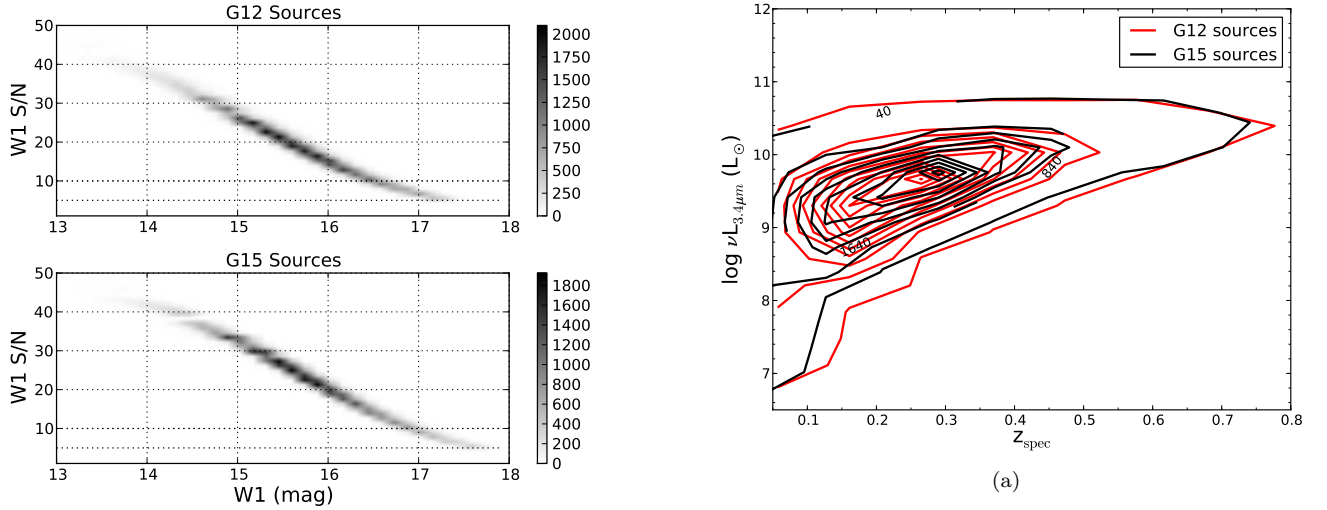 G12 Sources
50
40
30
20
10
W1 S/N
13 14 15 16 17 18
2000
1750
1500
1250
1000
750
500
250
0
G15 Sources
50
40
30
20
10
W1 S/N
13 14 15 16 17 18
W1 (mag)
1800
1600
1400
1200
1000
800
600
400
200
0
12
11
10
9
8
7
log νL3.4μm (L⊙)
G12 sources
G15 sources
40
840
1640
0.1 0.2 0.3 0.4 0.5 0.6 0.7 0.8
zspec
(a)